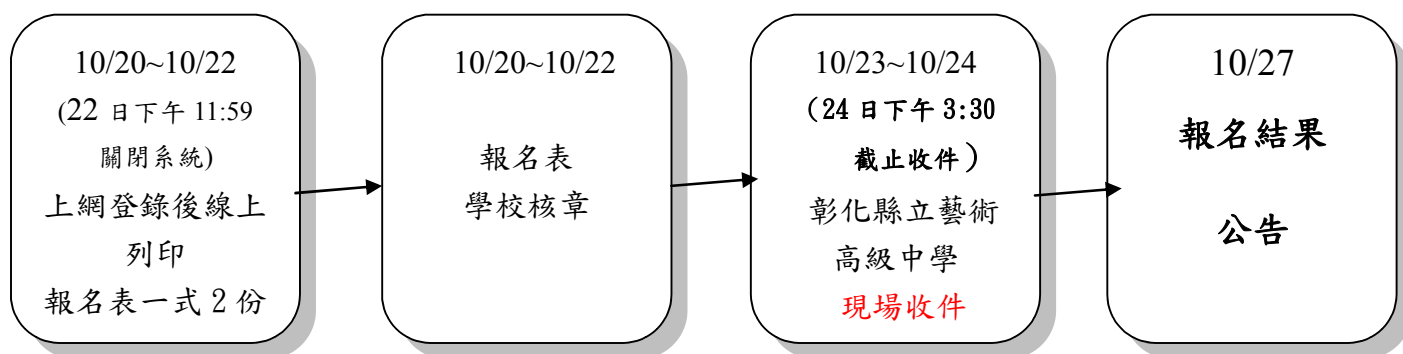 10/20~10/22
(22 日下午 11:59
關閉系統)
上網登錄後線上
列印
報名表一式 2 份
10/20~10/22
報名表
學校核章
10/23~10/24
(24 日下午 3:30
截止收件)
彰化縣立藝術
高級中學
現場收件
10/27
報名結果
公告